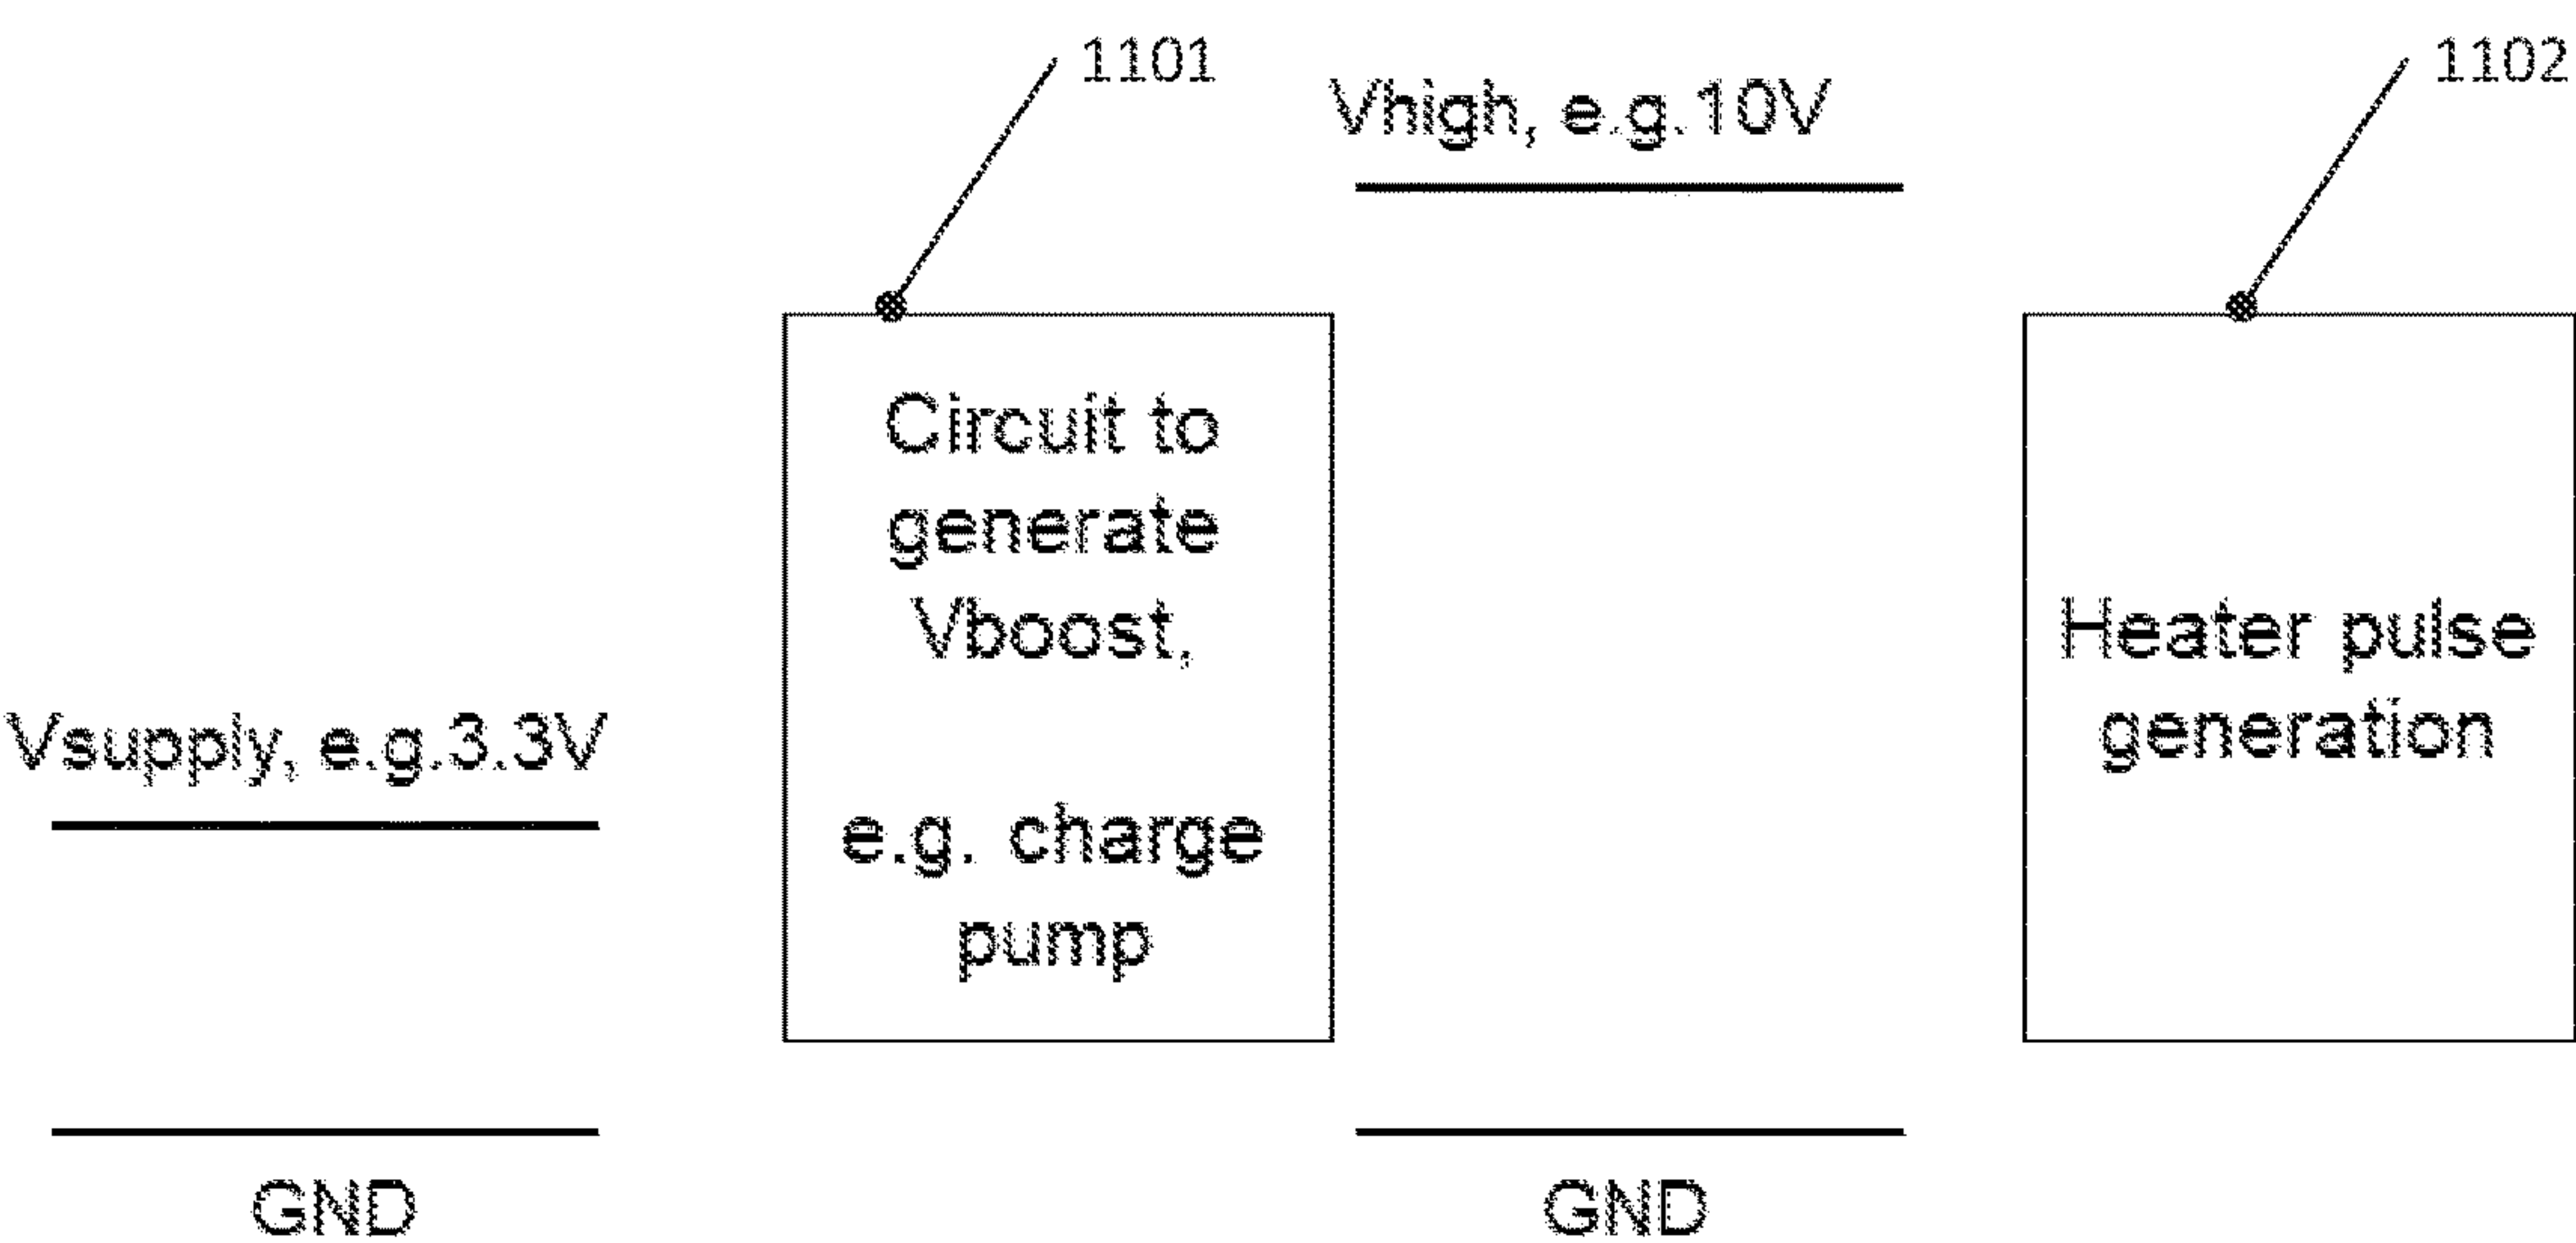 1101
Vhigh, e.g.10V
1102
Circuit to
generate
Vboost,
e.g. charge
pump
Heater pulse
generation
Vsupply, e.g.3.3V
GND
GND